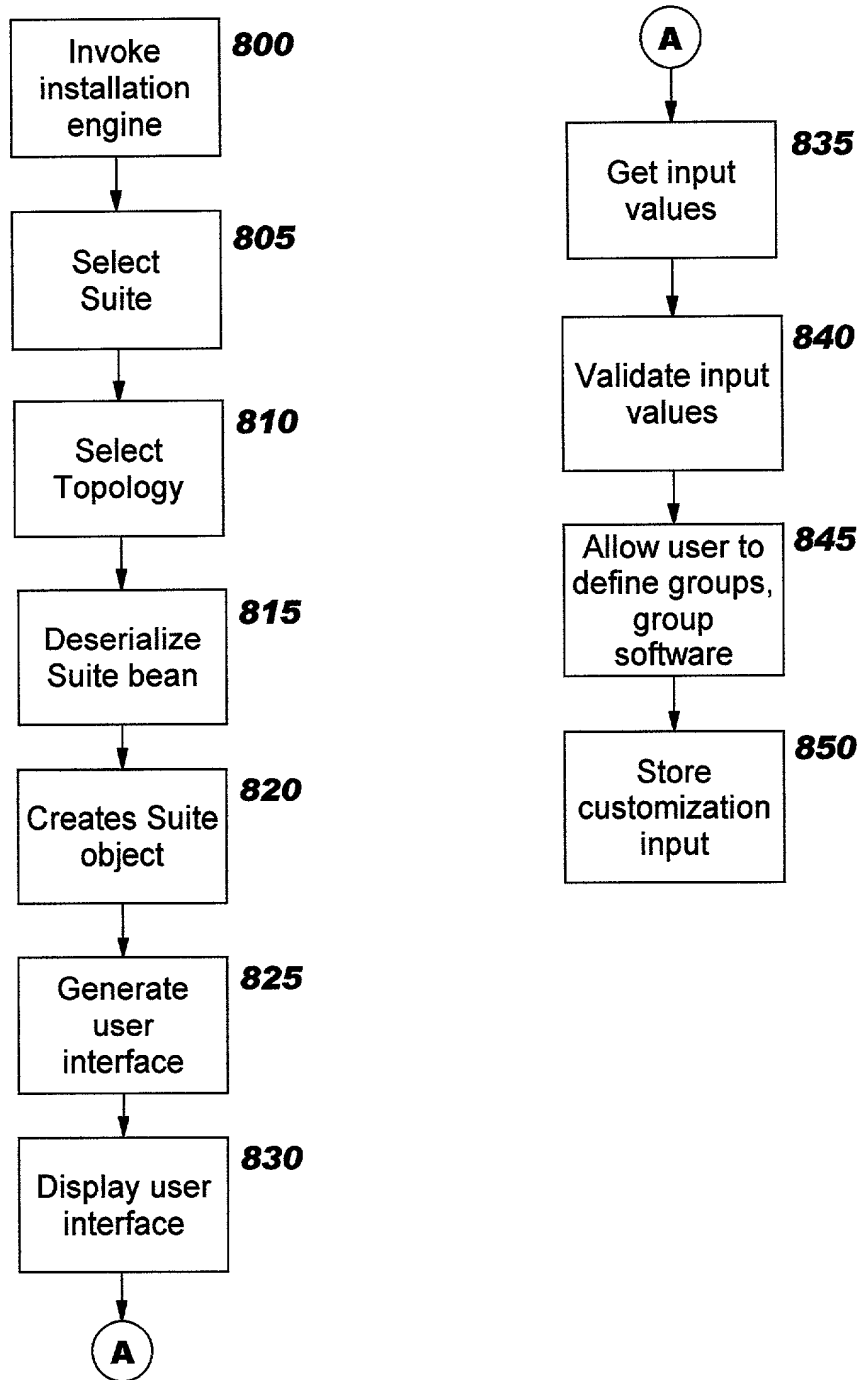 Invoke
installation
engine
800
Select
Suite
805
Select
Topology
810
Deserialize
Suite bean
815
Creates Suite
object
820
Generate
user
interface
825
Display user
interface
830
A
A
Get input
values
835
Validate input
values
840
Allow user to
define groups,
group
software
845
Store
customization
input
850